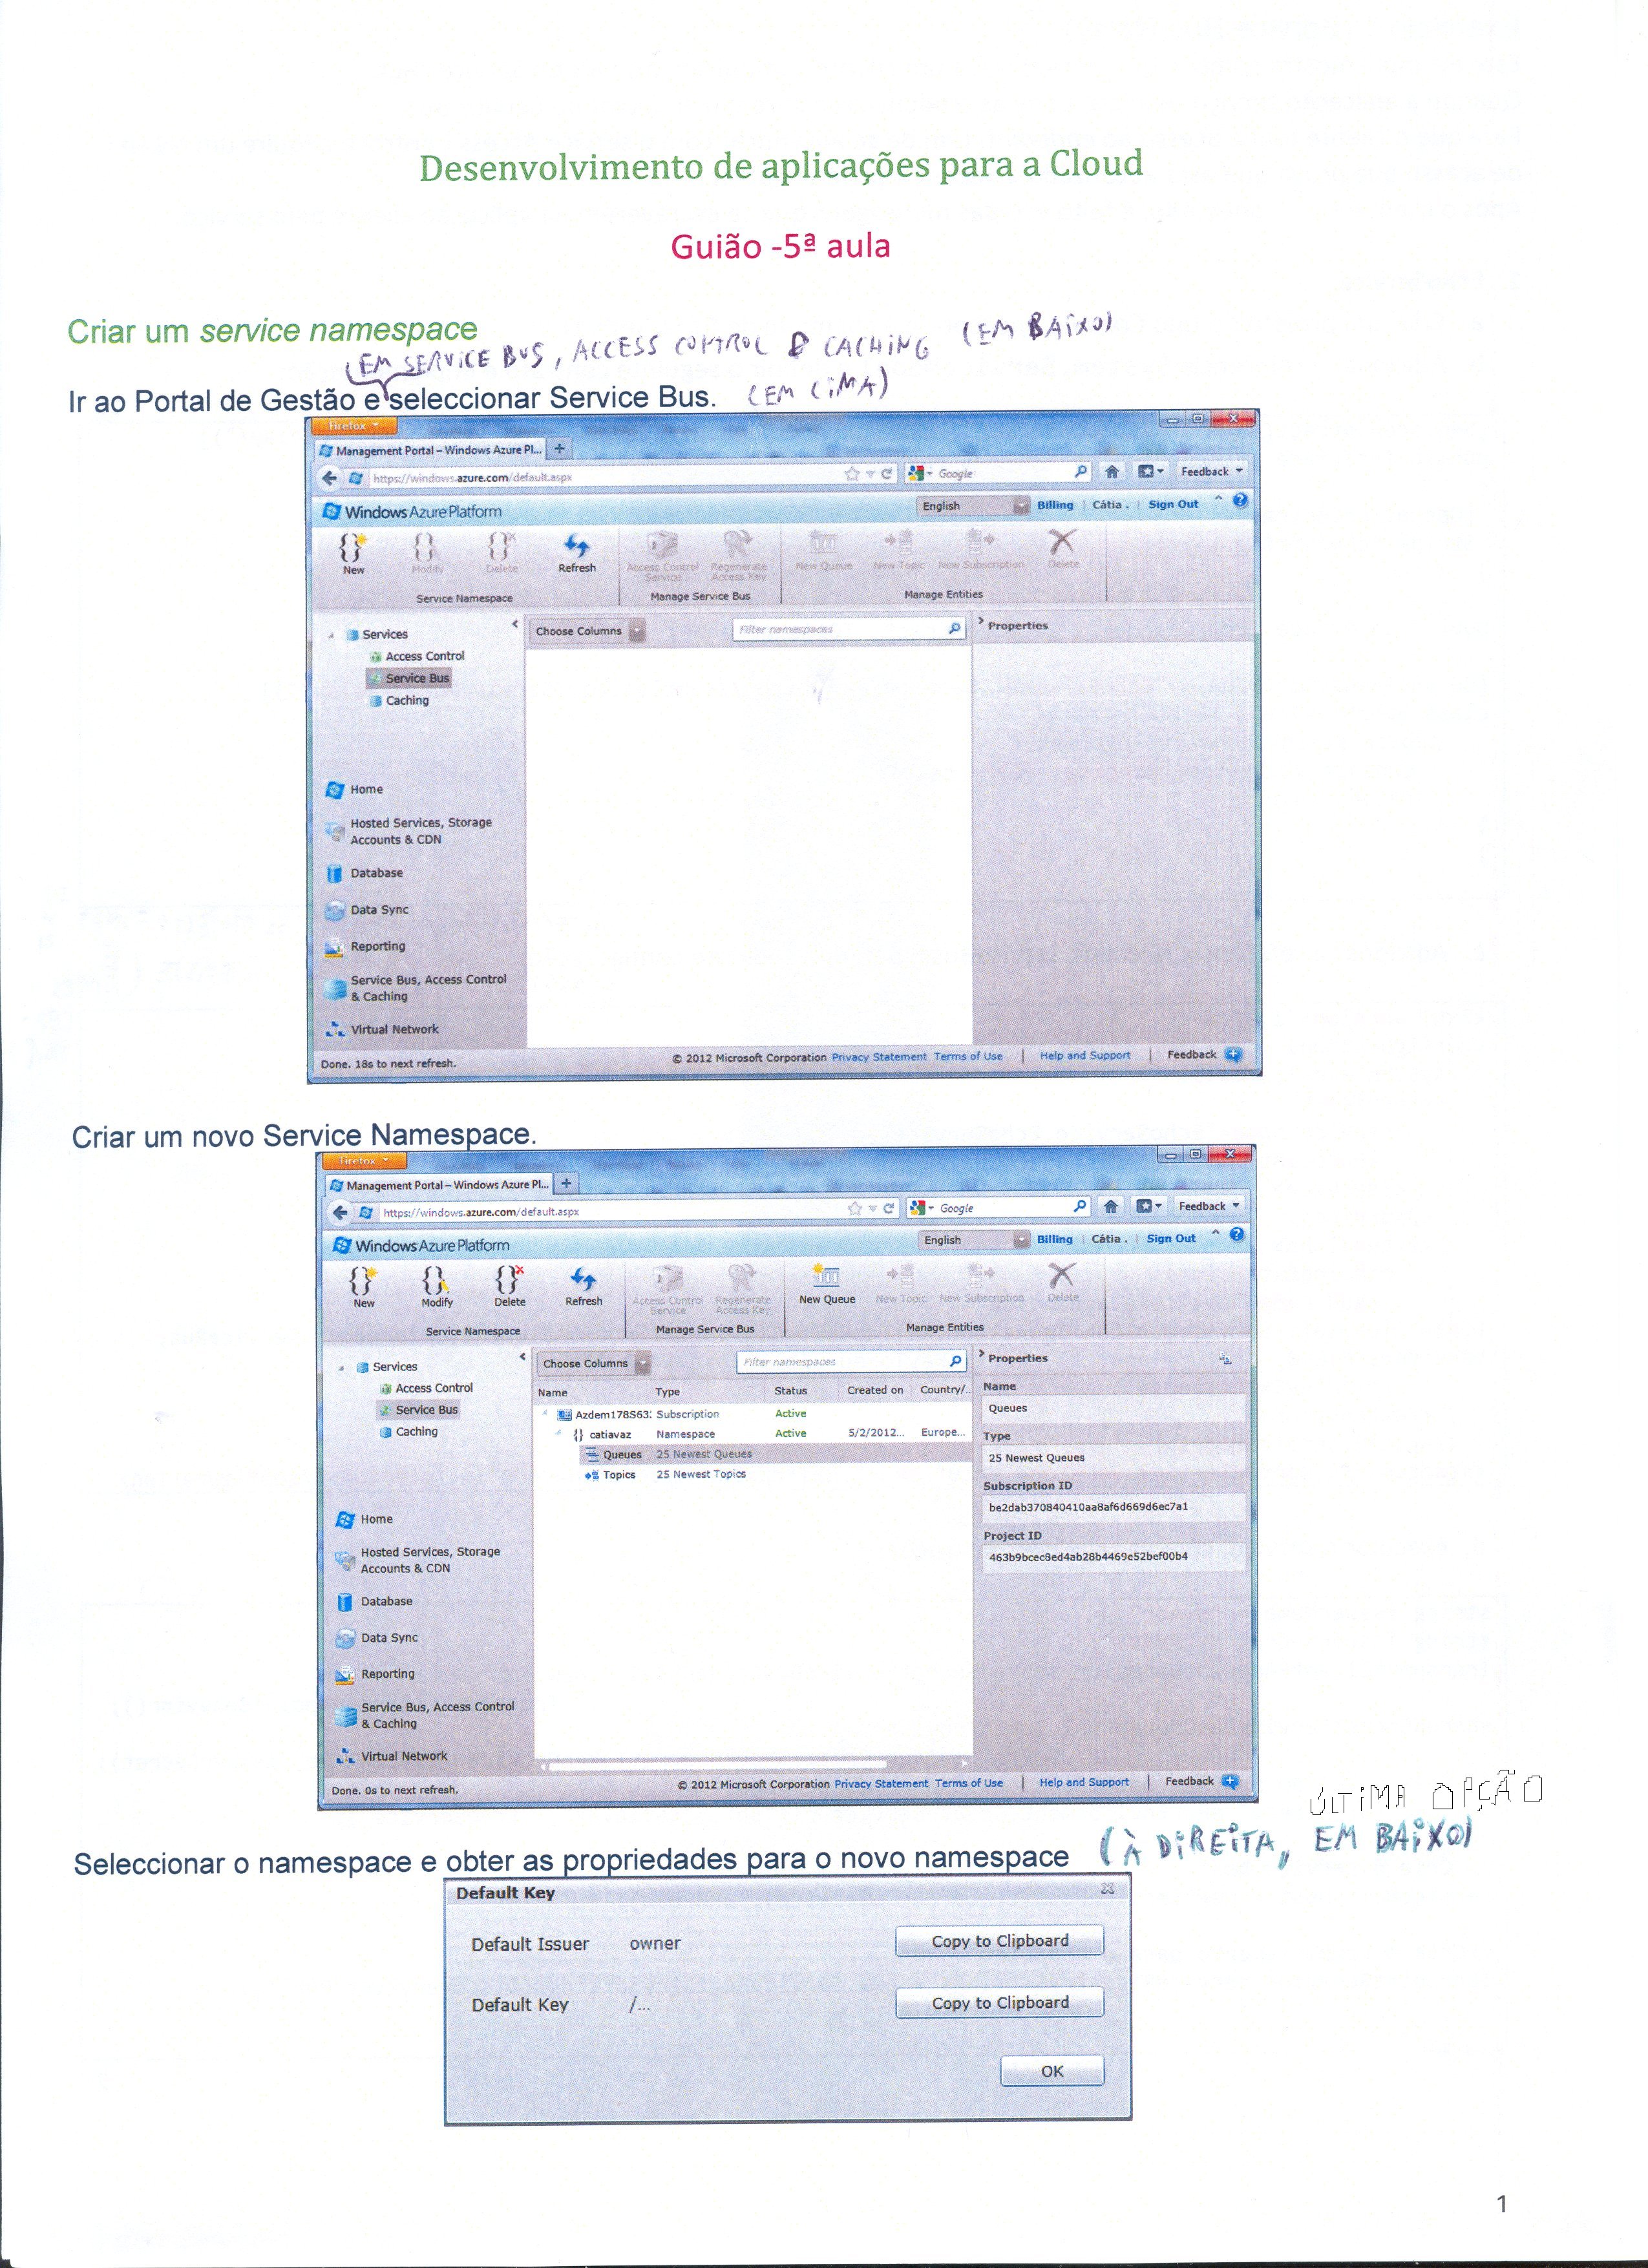 Desenvolvimento de aplicações para a Cloud
Guião -5ª aula
Criar um service namespace
(EM SERVICE BUS, ACCESS CONTROL & CACHING (EM BAIXO)
Ir ao Portal de Gestão e seleccionar Service Bus. (EM CIMA)
Firefox
Management Portal – Windows Azure Pl...
https://windows.azure.com/default.aspx
Google
Feedback
Windows Azure Platform
English
Billing | Cátia . | Sign Out
New
Modify
Delete
Refresh
Access Control Service
Regenerate Access Key
New Queue
New Topic
New Subscription
Delete
Service Namespace
Manage Service Bus
Manage Entities
Services
Access Control
Service Bus
Caching
Choose Columns
Filter namespaces
Properties
Home
Hosted Services, Storage
Accounts & CDN
Database
Data Sync
Reporting
Service Bus, Access Control
& Caching
Virtual Network
Done. 18s to next refresh.
© 2012 Microsoft Corporation Privacy Statement Terms of Use | Help and Support | Feedback
Criar um novo Service Namespace.
Firefox
Management Portal – Windows Azure Pl...
https://windows.azure.com/default.aspx
Google
Feedback
Windows Azure Platform
English
Billing | Cátia . | Sign Out
New
Modify
Delete
Refresh
Access Control Service
Regenerate Access Key
New Queue
New Topic
New Subscription
Delete
Service Namespace
Manage Service Bus
Manage Entities
Services
Access Control
Service Bus
Caching
Choose Columns
Filter namespaces
Name Type Status Created on Country/..
Azdem178S63: Subscription Active
{} catiavaz Namespace Active 5/2/2012... Europe...
Queues 25 Newest Queues
Topics 25 Newest Topics
Properties
Name
Queues
Type
25 Newest Queues
Subscription ID
be2dab370840410aa8af6d669d6ec7a1
Project ID
463b9bcec8ed4ab28b4469e52bef00b4
Home
Hosted Services, Storage
Accounts & CDN
Database
Data Sync
Reporting
Service Bus, Access Control
& Caching
Virtual Network
Done. 0s to next refresh.
© 2012 Microsoft Corporation Privacy Statement Terms of Use | Help and Support | Feedback
ÚLTIMA OPÇÃO
Seleccionar o namespace e obter as propriedades para o novo namespace (À DIREITA, EM BAIXO)
Default Key
Default Issuer owner Copy to Clipboard
Default Key /... Copy to Clipboard
OK
1